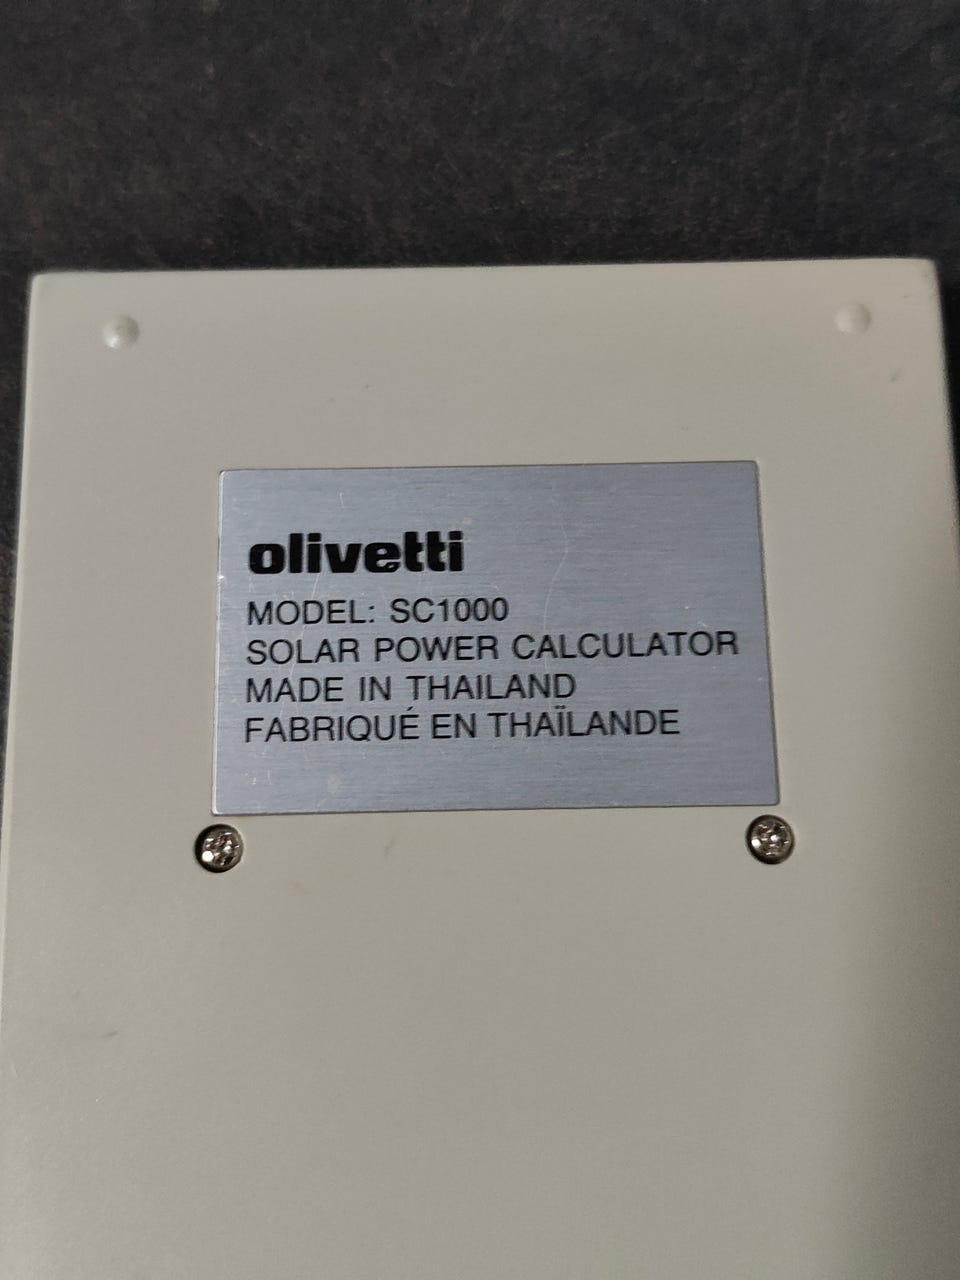 olivetti
MODEL: SC1000
SOLAR POWER CALCULATOR
MADE IN THAILAND
FABRIQUÉ EN THAÏLANDE